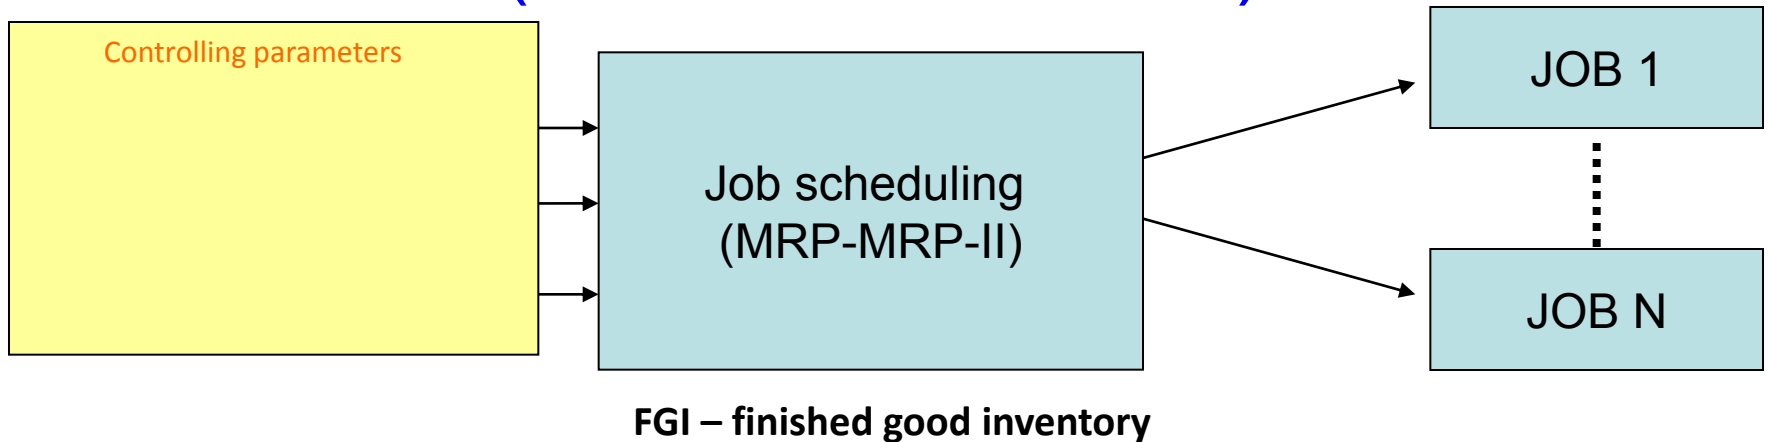 Controlling parameters
JOB 1
Job scheduling
(MRP-MRP-II)
JOB N
FGI – finished good inventory